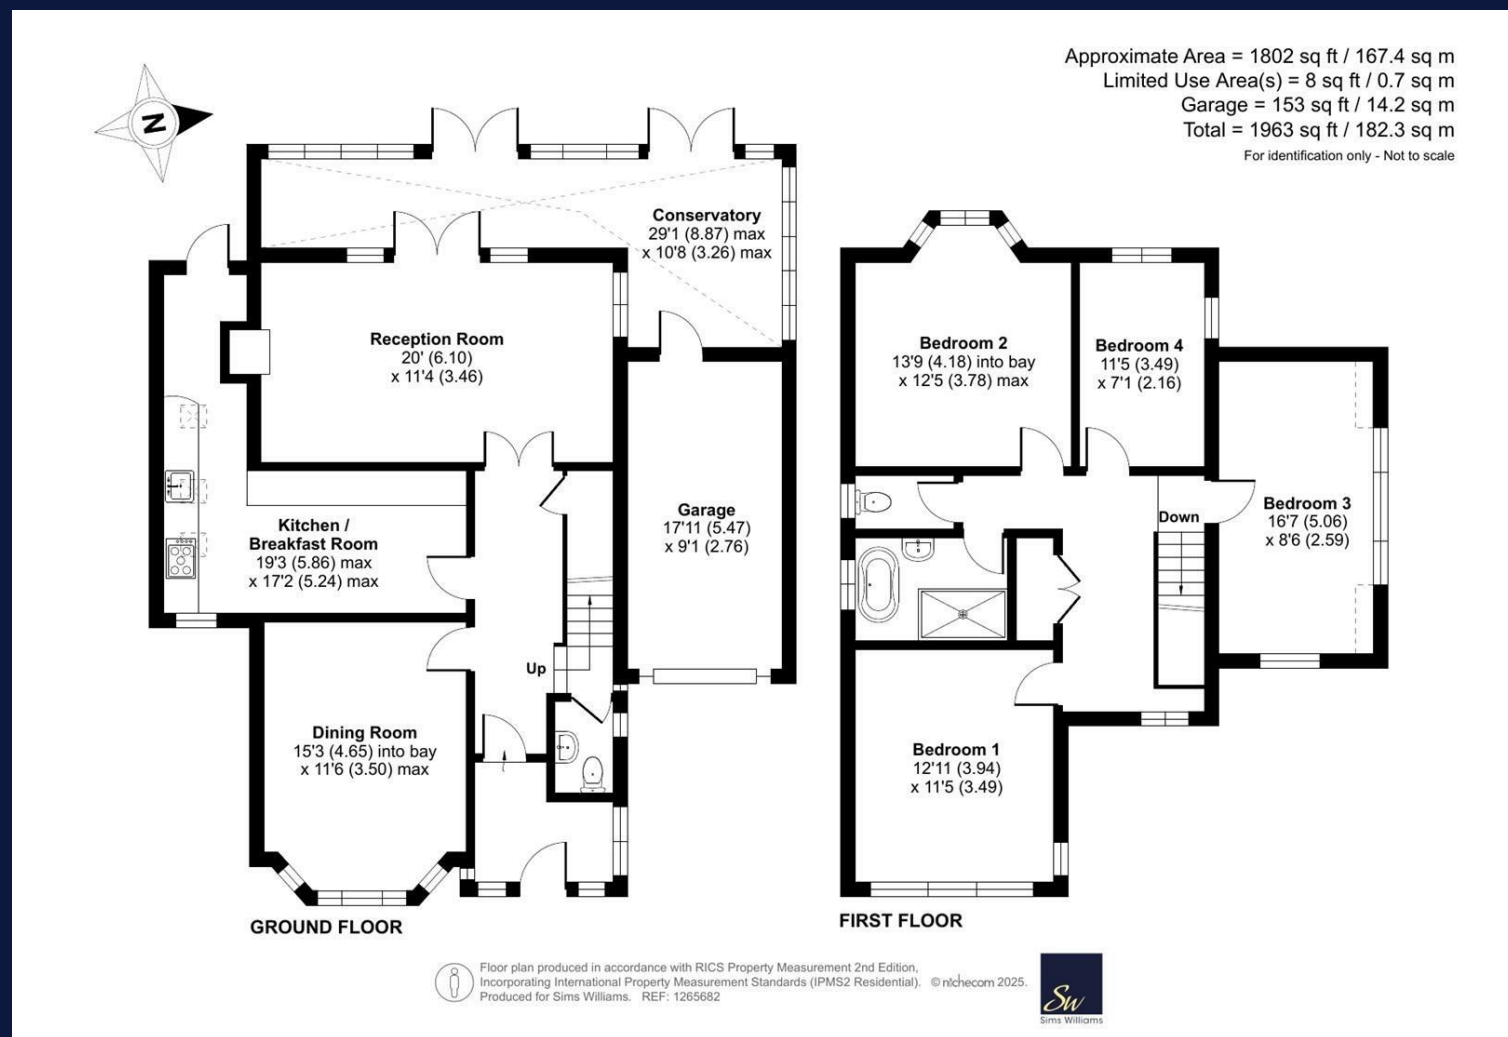 Approximate Area = 1802 sq ft / 167.4 sq m
Limited Use Area(s) = 8 sq ft / 0.7 sq m
Garage = 153 sq ft / 14.2 sq m
Total = 1963 sq ft / 182.3 sq m
For identification only - Not to scale
N
Conservatory
29'1 (8.87) max
x 10'8 (3.26) max
Reception Room
20' (6.10)
x 11'4 (3.46)
Kitchen /
Breakfast Room
19'3 (5.86) max
x 17'2 (5.24) max
Garage
17'11 (5.47)
x 9'1 (2.76)
Up
Dining Room
15'3 (4.65) into bay
x 11'6 (3.50) max
GROUND FLOOR
Bedroom 2
13'9 (4.18) into bay
x 12'5 (3.78) max
Bedroom 4
11'5 (3.49)
x 7'1 (2.16)
Bedroom 3
16'7 (5.06)
x 8'6 (2.59)
Down
Bedroom 1
12'11 (3.94)
x 11'5 (3.49)
FIRST FLOOR
Floor plan produced in accordance with RICS Property Measurement 2nd Edition,
Incorporating International Property Measurement Standards (IPMS2 Residential). © nichecom 2025.
Produced for Sims Williams. REF: 1265682
Sw
Sims Williams